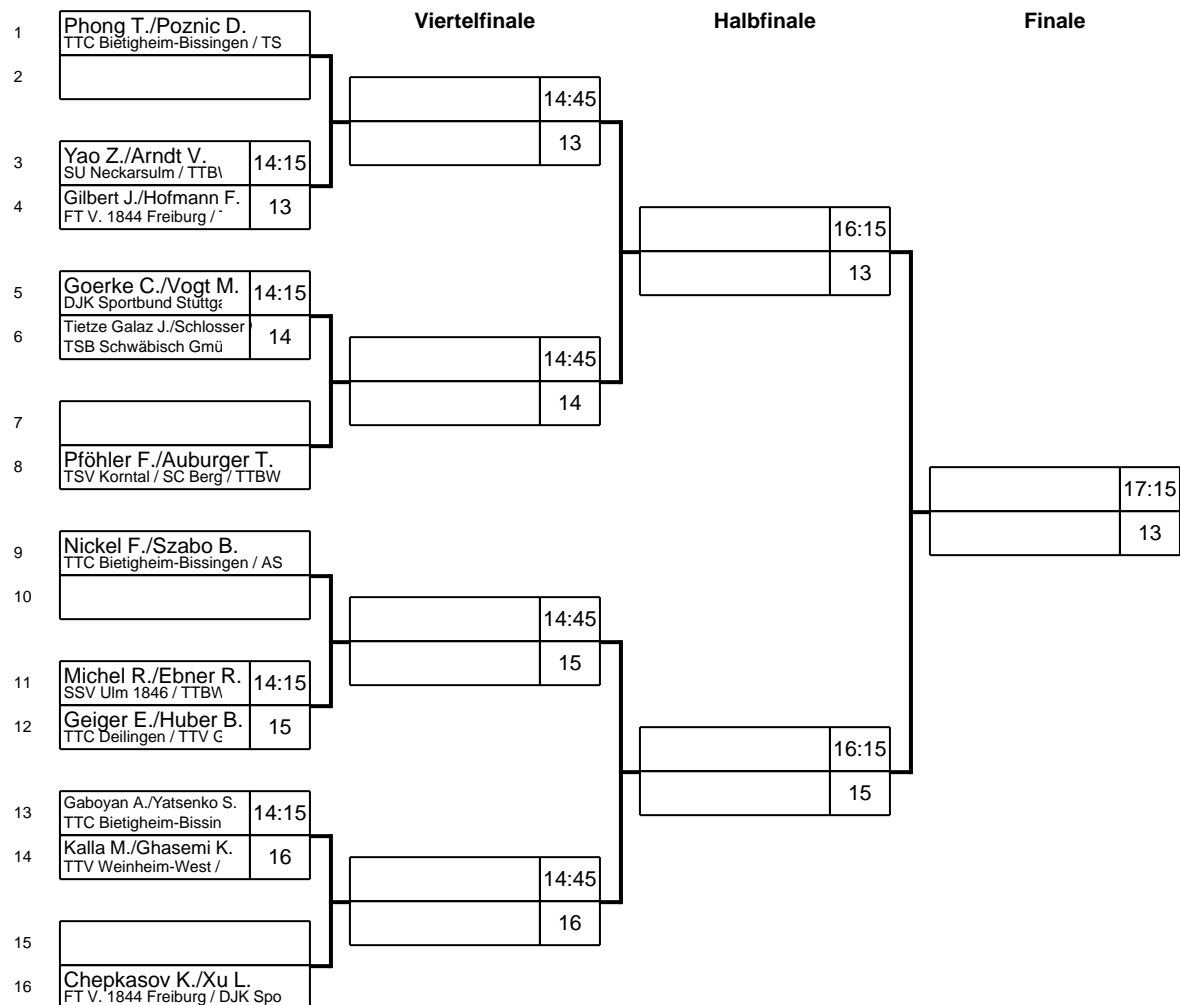 Viertelfinale Halbfinale Finale
1 Phong T./Poznic D.
TTC Bietigheim-Bissingen / TS
2
14:45
13
3 Yao Z./Arndt V. 14:15
SU Neckarsulm /
4 Gilbert J./Hofmann F. 13
FT V. 1844 Freiburg /
16:15
13
5 Goerke C./Vogt M. 14:15
DJK Sportbund
6 Tietze Galaz J./Schlosser 14
TSB Schwäbisch Gmü
14:45
14
7
8 Pföhler F./Auburger T.
TSV Korntal / SC Berg / TTBW
17:15
13
9 Nickel F./Szabo B.
TTC Bietigheim-Bissingen / AS
10
14:45
15
11 Michel R./Ebner R. 14:15
SSV Ulm 1846 /
12 Geiger E./Huber B. 15
TTC Deilingen / TTV
16:15
15
13 Gaboyan A./Yatsenko S. 14:15
TTC Bietigheim-Bissin
14 Kalla M./Ghasemi K. 16
TTV Weinheim-West /
14:45
16
15
16 Chepkasov K./Xu L.
FT V. 1844 Freiburg / DJK Spo